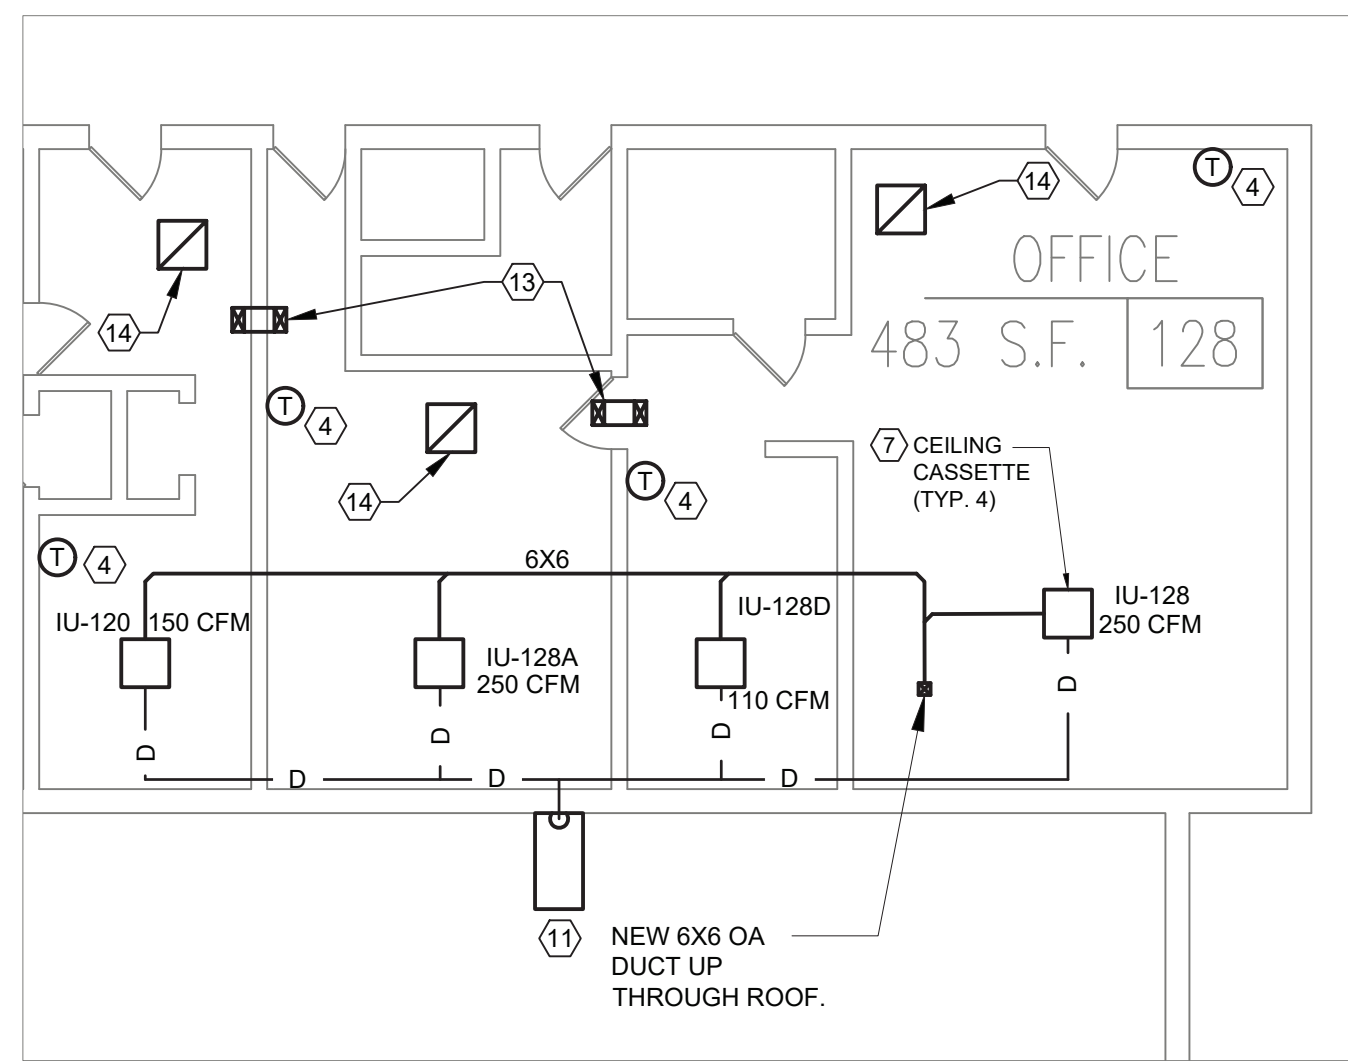 T
4
14
OFFICE
13
14
483 S.F. 128
T
4
7 CEILING
CASSETTE
(TYP. 4)
T
4
14
T
4
6X6
IU-120 150 CFM
IU-128D
IU-128
250 CFM
IU-128A
250 CFM
110 CFM
D
D
D
D
D
D
D
11
NEW 6X6 OA
DUCT UP
THROUGH ROOF.